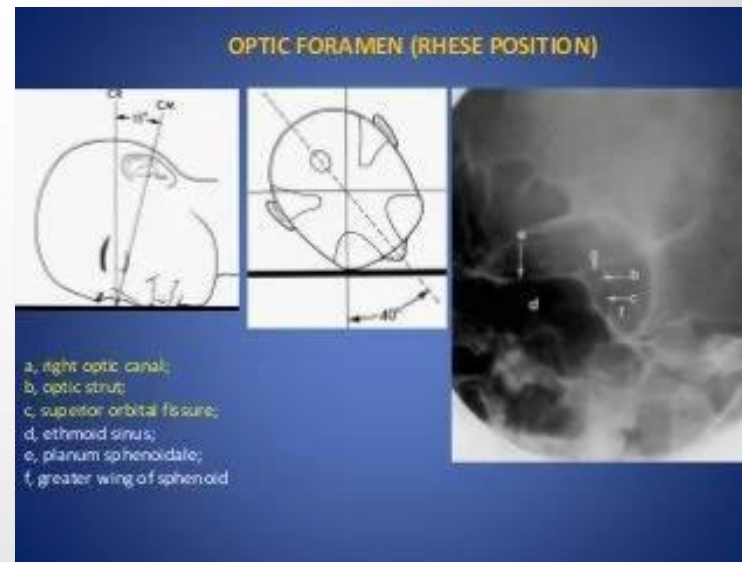 OPTIC FORAMEN (RHESE POSITION)
CR
CM
40°
e
b
c
d
f
a, right optic canal;
b, optic strut;
c, superior orbital fissure;
d, ethmoid sinus;
e, planum sphenoidale;
f, greater wing of sphenoid